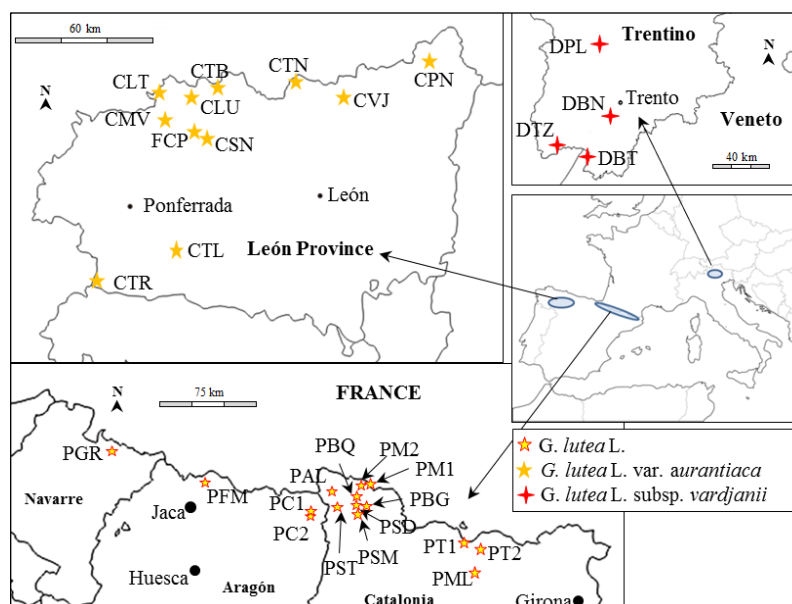 60 km
CTN
CTB
CPN
CLT
N
CLU
CVJ
CMV
FCP
CSN
León
Ponferrada
CTL
León Province
CTR
DPL
Trentino
N
DBN
Trento
Veneto
DTZ
DBT
40 km
N
75 km
FRANCE
PGR
PBQ
PM2
PM1
PAL
Navarre
PFM
PC1
PBG
Jaca
PSD
PC2
PSM
PST
PT1
PT2
Huesca
PML
Aragón
Catalonia
Girona
G. lutea L.
G. lutea L. var. aurantiaca
G. lutea L. subsp. vardjanii